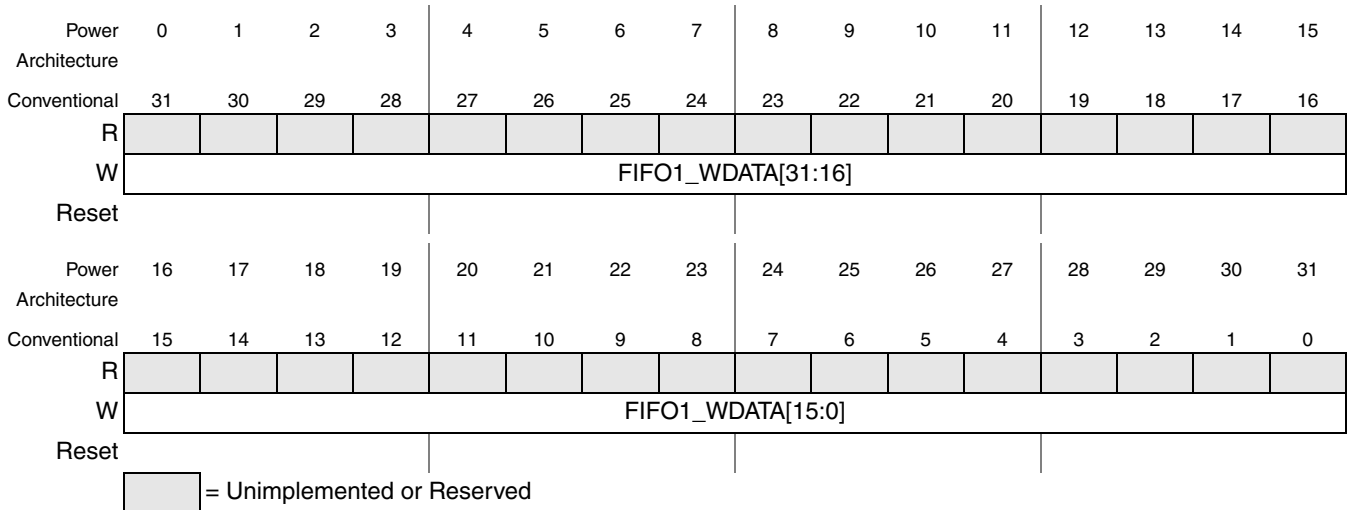 Power Architecture 0 1 2 3 4 5 6 7 8 9 10 11 12 13 14 15
Conventional 31 30 29 28 27 26 25 24 23 22 21 20 19 18 17 16
R
W FIFO1_WDATA[31:16]
Reset
Power Architecture 16 17 18 19 20 21 22 23 24 25 26 27 28 29 30 31
Conventional 15 14 13 12 11 10 9 8 7 6 5 4 3 2 1 0
R
W FIFO1_WDATA[15:0]
Reset
= Unimplemented or Reserved